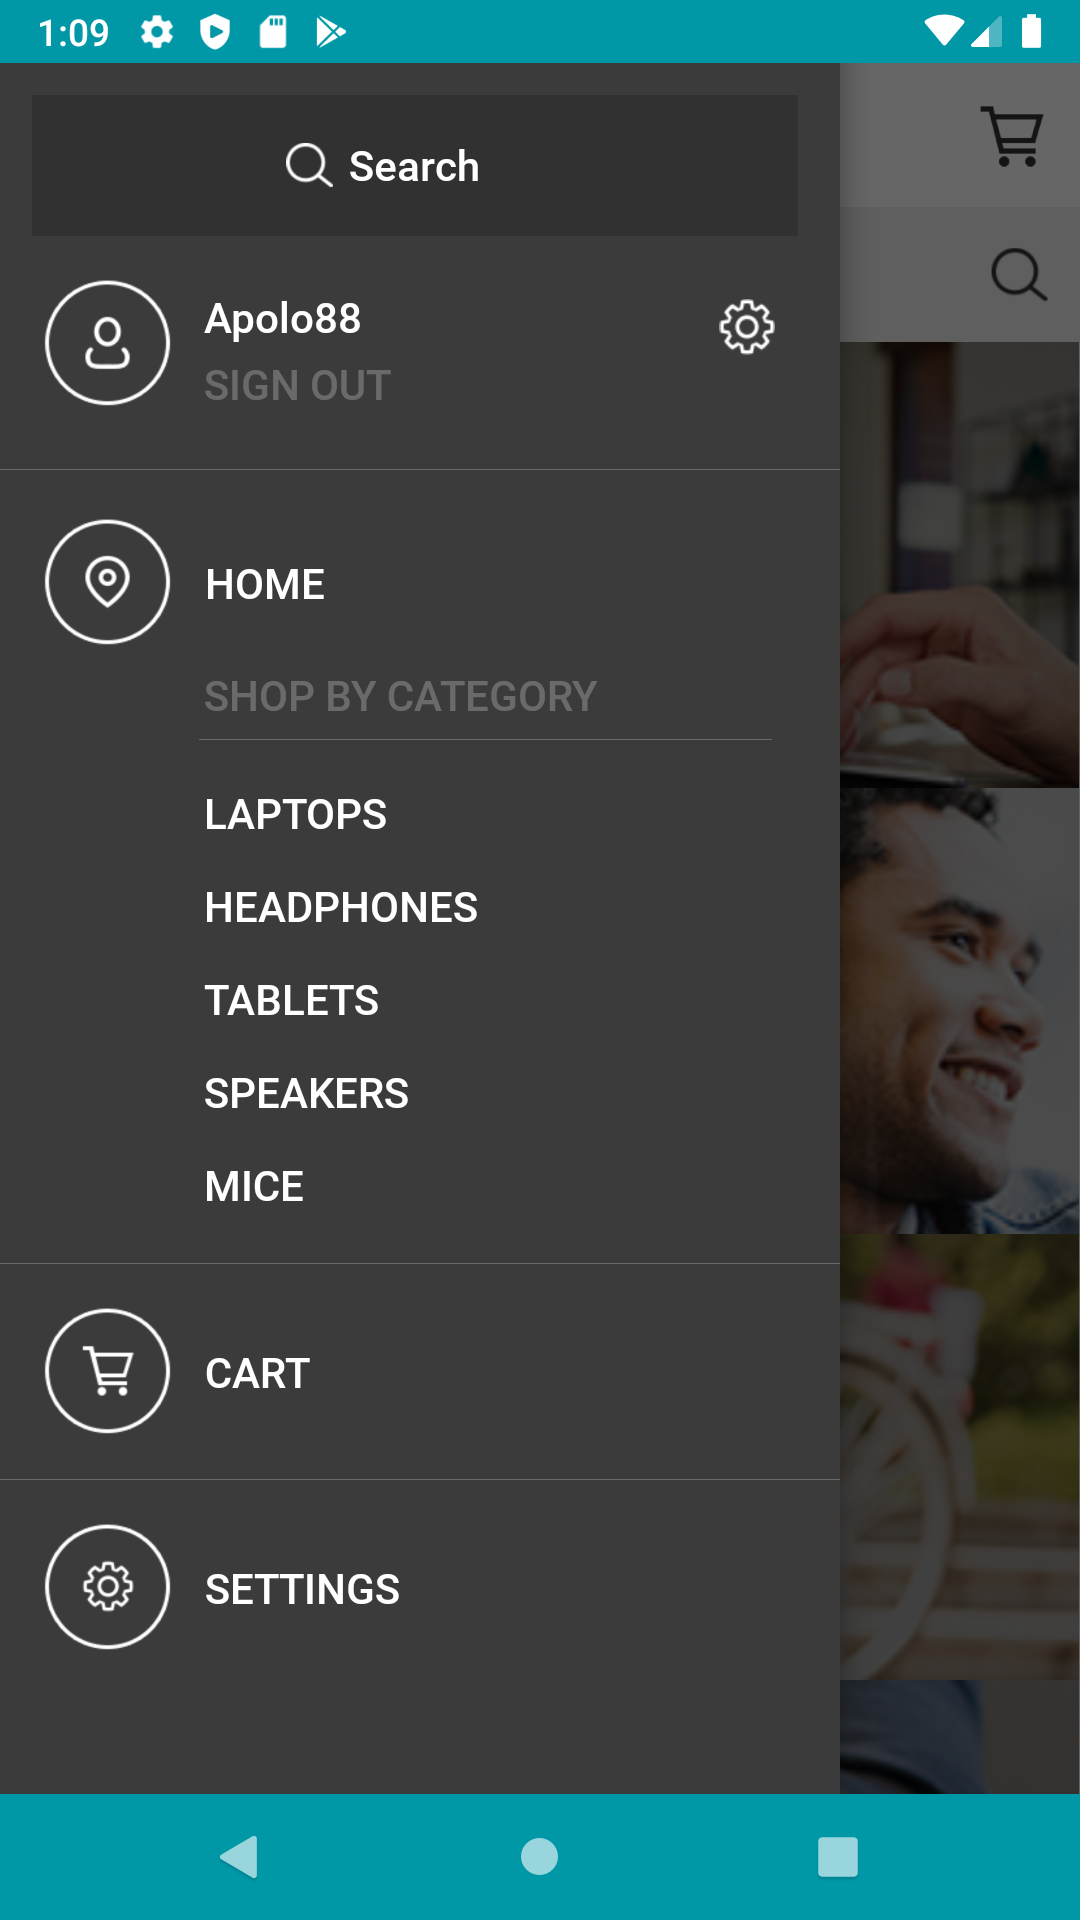 1:09
Search
Apolo88
SIGN OUT
HOME
SHOP BY CATEGORY
LAPTOPS
HEADPHONES
TABLETS
SPEAKERS
MICE
CART
SETTINGS